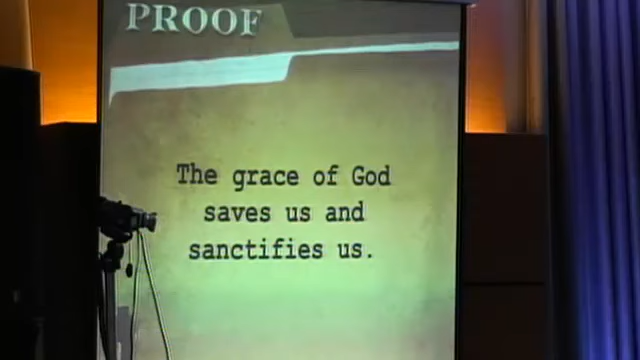 PROOF
The grace of God
saves us and
sanctifies us.